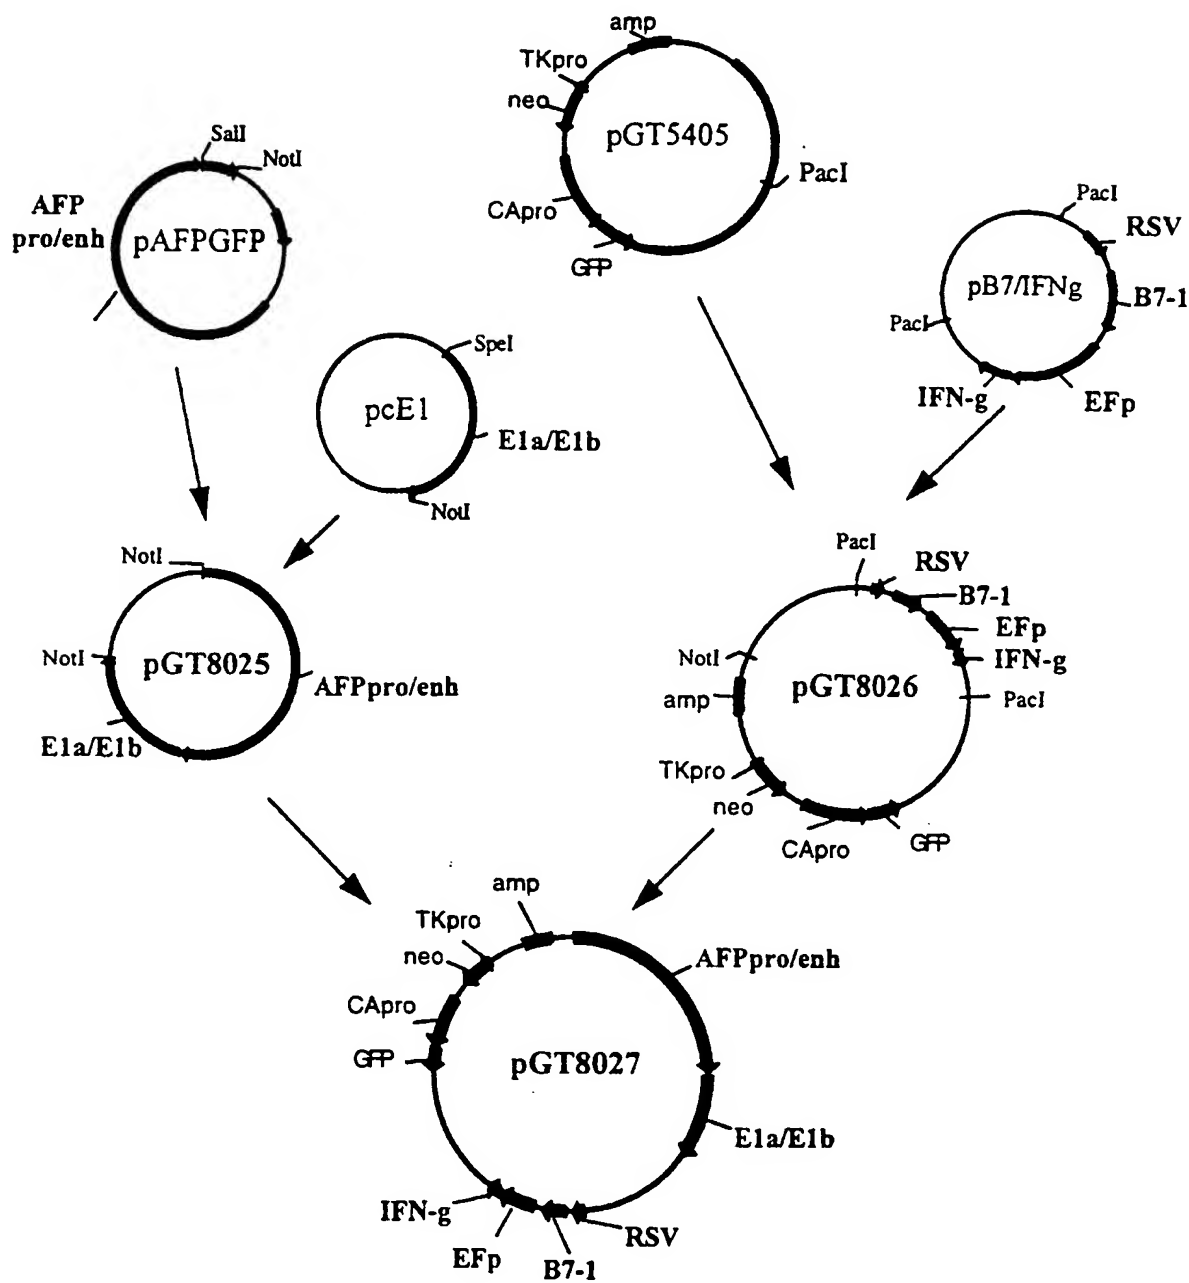 amp
TKpro
neo
pGT5405
PacI
CApro
GFP
SalI
NotI
AFP
pro/enh
pAFPGFP
PacI
RSV
pB7/IFNg
B7-1
PacI
IFN-g
EFp
SpeI
pcE1
E1a/E1b
NotI
NotI
NotI
pGT8025
AFPpro/enh
E1a/E1b
PacI
RSV
B7-1
EFp
IFN-g
NotI
amp
pGT8026
PacI
TKpro
neo
CApro
GFP
amp
TKpro
neo
CApro
GFP
AFPpro/enh
pGT8027
E1a/E1b
IFN-g
EFp
B7-1
RSV